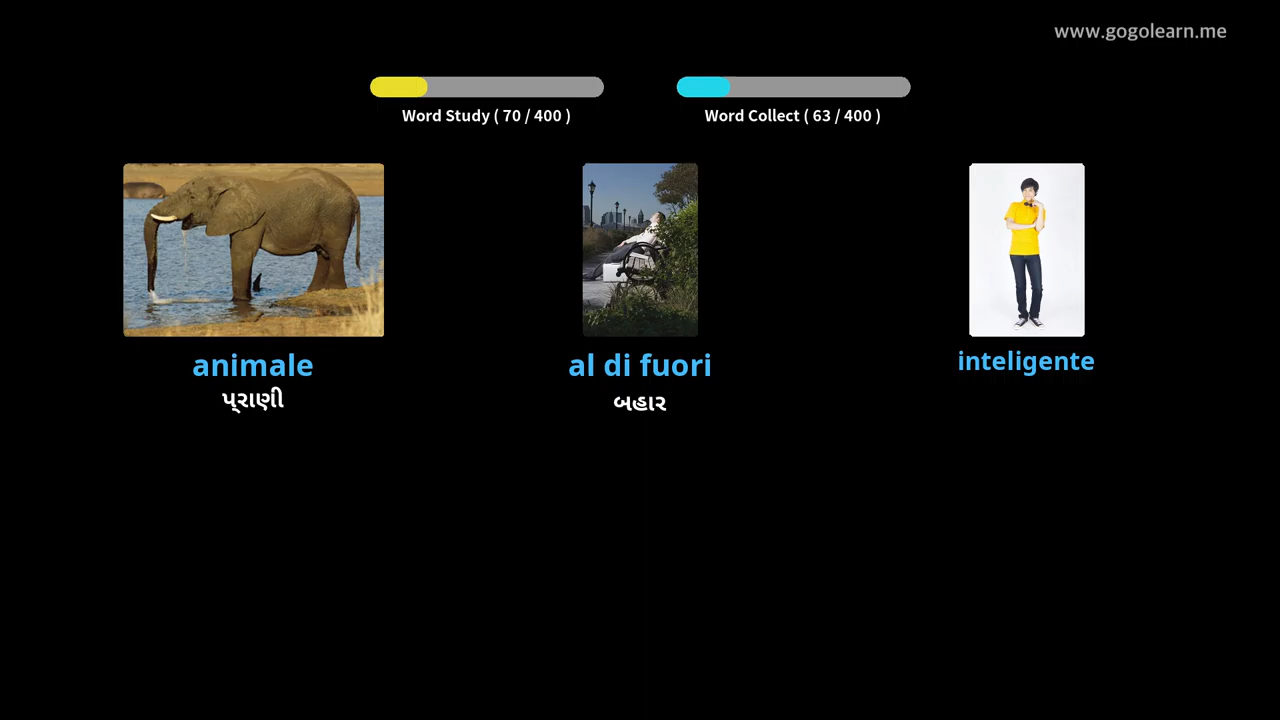 www.gogolearn.me
Word Study ( 70 / 400 )
Word Collect ( 63 / 400 )
animale
પ્રાણી
al di fuori
બહાર
inteligente